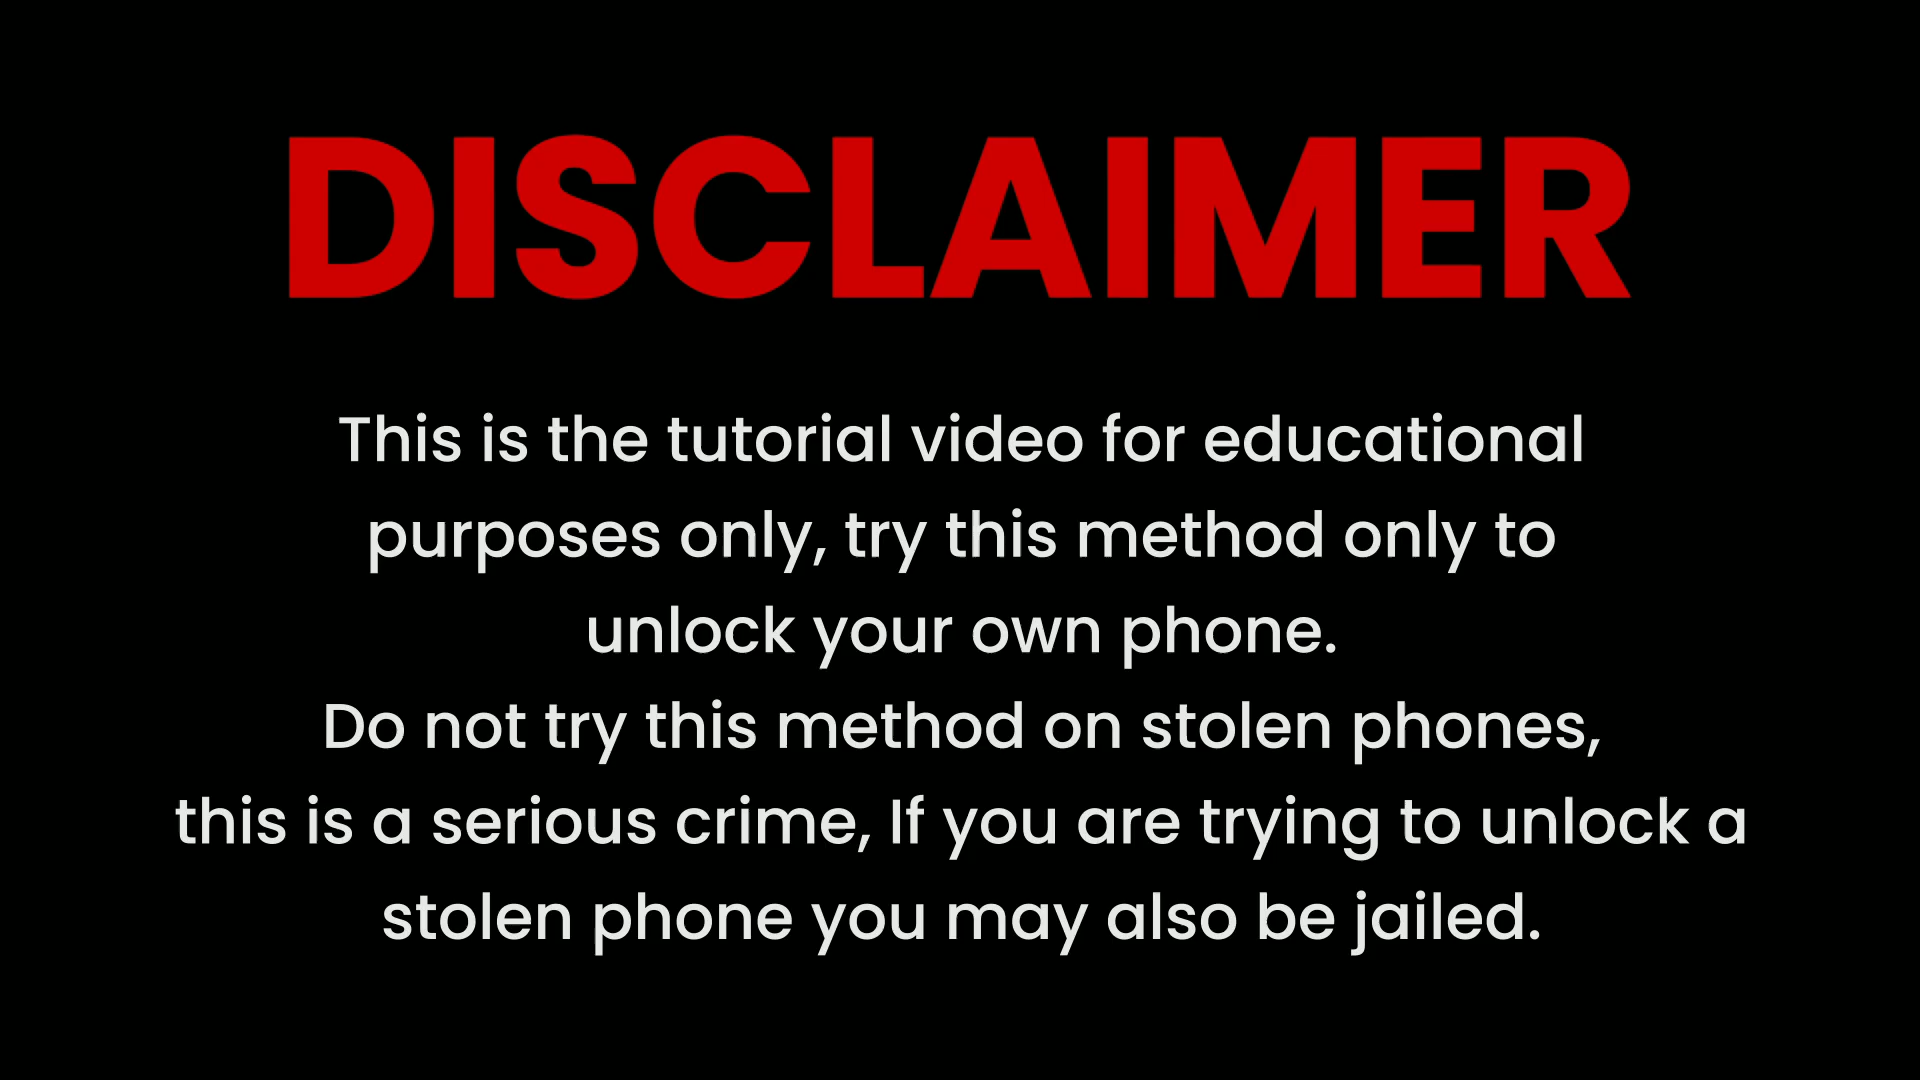 DISCLAIMER
This is the tutorial video for educational
purposes only, try this method only to
unlock your own phone.
Do not try this method on stolen phones,
this is a serious crime, If you are trying to unlock a
stolen phone you may also be jailed.